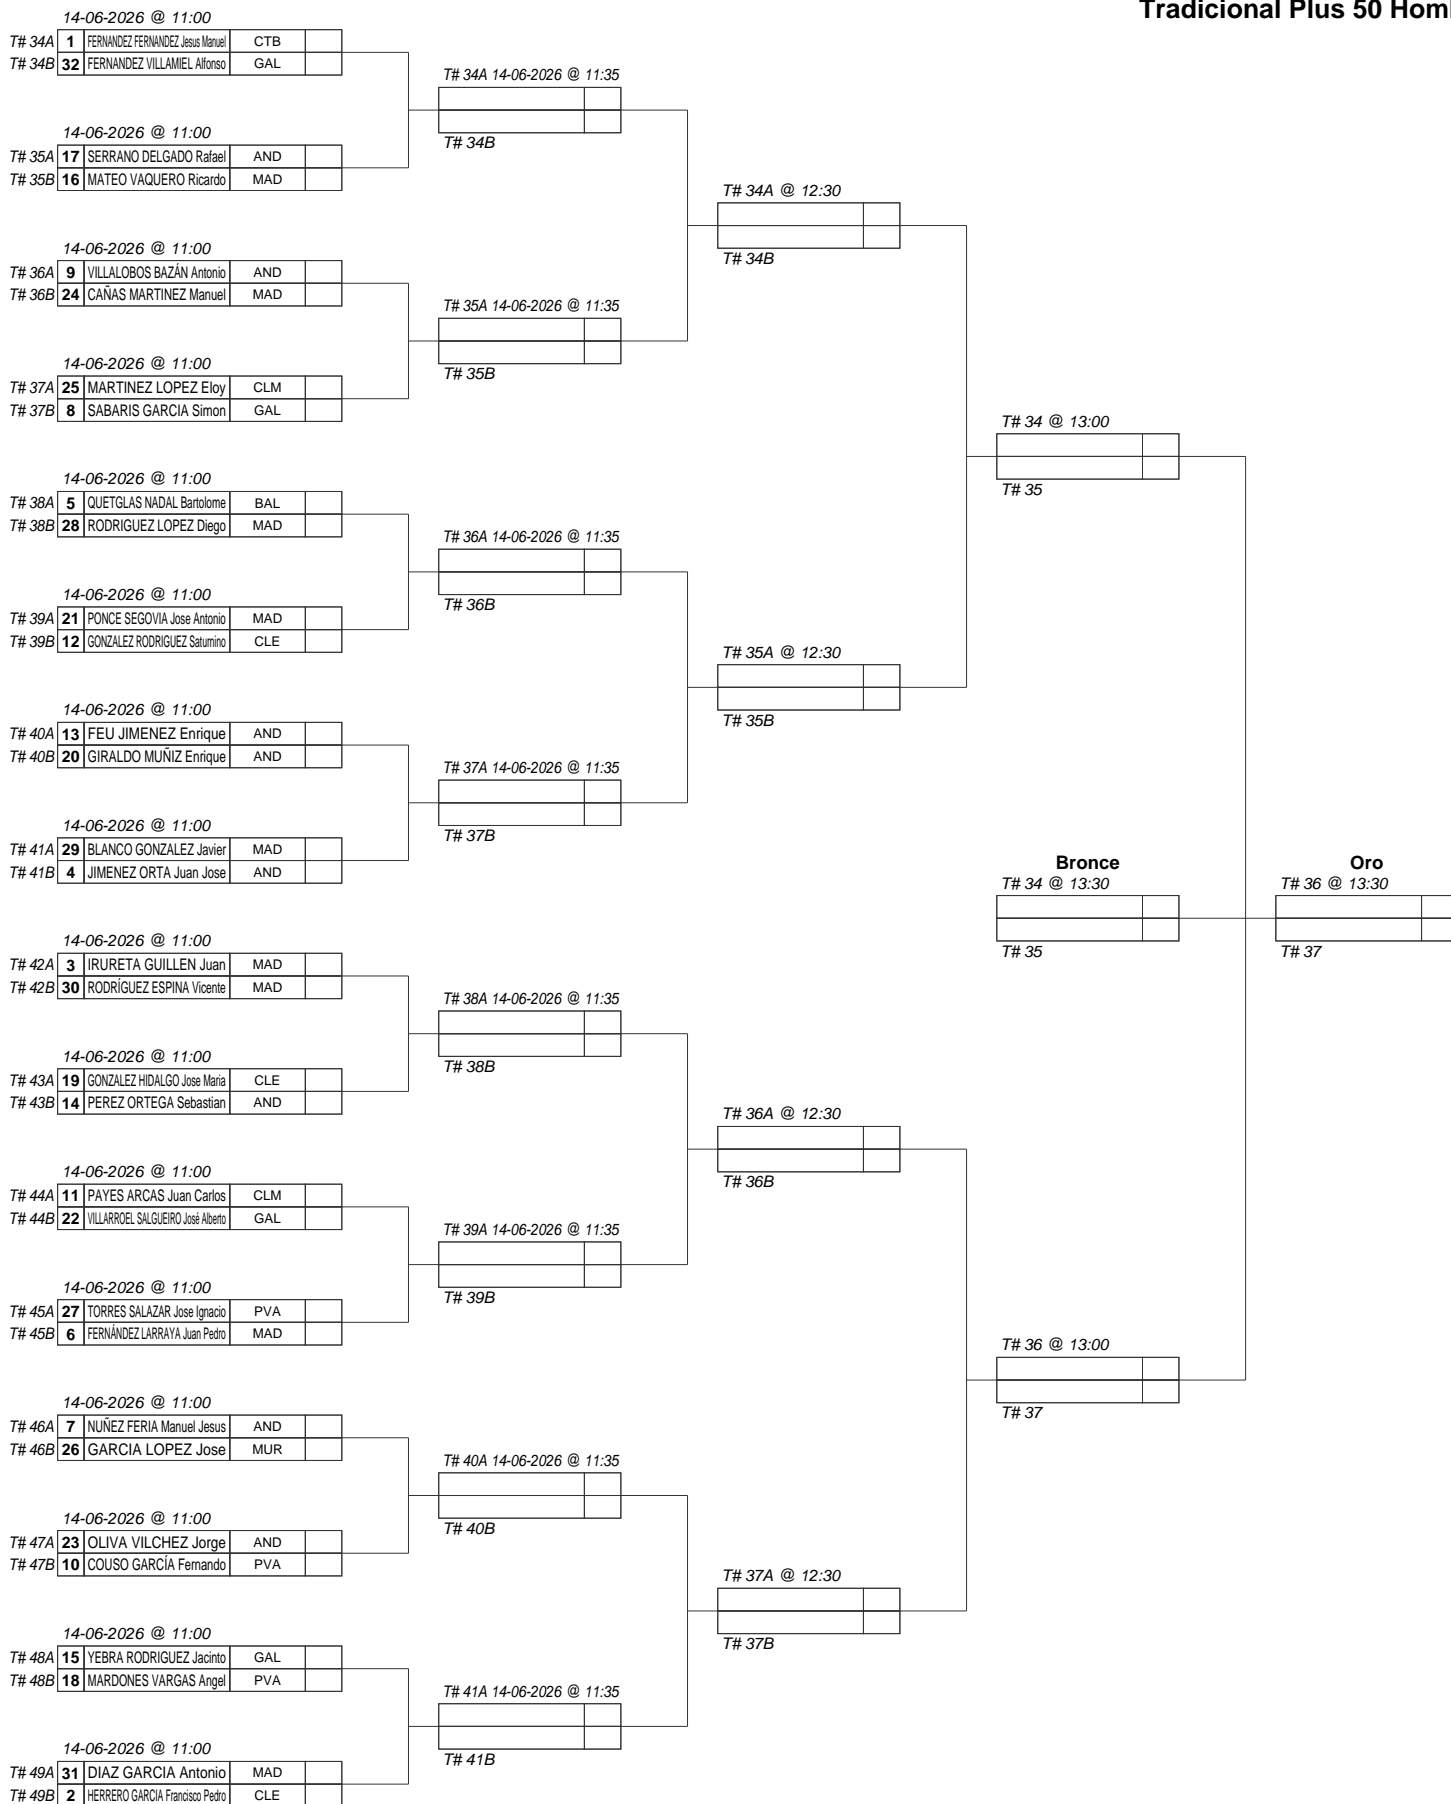 Tradicional Plus 50 Hom
14-06-2026 @ 11:00
T# 34A 1 FERNANDEZ FERNANDEZ Jesus Manuel CTB
T# 34B 32 FERNANDEZ VILLAMIEL Alfonso GAL
T# 34A 14-06-2026 @ 11:35
T# 34B
14-06-2026 @ 11:00
T# 35A 17 SERRANO DELGADO Rafael AND
T# 35B 16 MATEO VAQUERO Ricardo MAD
T# 34A @ 12:30
T# 34B
14-06-2026 @ 11:00
T# 36A 9 VILLALOBOS BAZÁN Antonio AND
T# 36B 24 CAÑAS MARTINEZ Manuel MAD
T# 35A 14-06-2026 @ 11:35
T# 35B
14-06-2026 @ 11:00
T# 37A 25 MARTINEZ LOPEZ Eloy CLM
T# 37B 8 SABARIS GARCIA Simon GAL
T# 34 @ 13:00
T# 35
14-06-2026 @ 11:00
T# 38A 5 QUETGLAS NADAL Bartolome BAL
T# 38B 28 RODRIGUEZ LOPEZ Diego MAD
T# 36A 14-06-2026 @ 11:35
T# 36B
14-06-2026 @ 11:00
T# 39A 21 PONCE SEGOVIA Jose Antonio MAD
T# 39B 12 GONZALEZ RODRIGUEZ Saturnino CLE
T# 35A @ 12:30
T# 35B
14-06-2026 @ 11:00
T# 40A 13 FEU JIMENEZ Enrique AND
T# 40B 20 GIRALDO MUÑIZ Enrique AND
T# 37A 14-06-2026 @ 11:35
T# 37B
14-06-2026 @ 11:00
T# 41A 29 BLANCO GONZALEZ Javier MAD
T# 41B 4 JIMENEZ ORTA Juan Jose AND
Bronce
T# 34 @ 13:30
T# 35
Oro
T# 36 @ 13:30
T# 37
14-06-2026 @ 11:00
T# 42A 3 IRURETA GUILLEN Juan MAD
T# 42B 30 RODRÍGUEZ ESPINA Vicente MAD
T# 38A 14-06-2026 @ 11:35
T# 38B
14-06-2026 @ 11:00
T# 43A 19 GONZALEZ HIDALGO Jose Maria CLE
T# 43B 14 PEREZ ORTEGA Sebastian AND
T# 36A @ 12:30
T# 36B
14-06-2026 @ 11:00
T# 44A 11 PAYES ARCAS Juan Carlos CLM
T# 44B 22 VILLARROEL SALGUEIRO José Alberto GAL
T# 39A 14-06-2026 @ 11:35
T# 39B
14-06-2026 @ 11:00
T# 45A 27 TORRES SALAZAR Jose Ignacio PVA
T# 45B 6 FERNÁNDEZ LARRAYA Juan Pedro MAD
T# 36 @ 13:00
T# 37
14-06-2026 @ 11:00
T# 46A 7 NUÑEZ FERIA Manuel Jesus AND
T# 46B 26 GARCIA LOPEZ Jose MUR
T# 40A 14-06-2026 @ 11:35
T# 40B
14-06-2026 @ 11:00
T# 47A 23 OLIVA VILCHEZ Jorge AND
T# 47B 10 COUSO GARCÍA Fernando PVA
T# 37A @ 12:30
T# 37B
14-06-2026 @ 11:00
T# 48A 15 YEBRA RODRIGUEZ Jacinto GAL
T# 48B 18 MARDONES VARGAS Angel PVA
T# 41A 14-06-2026 @ 11:35
T# 41B
14-06-2026 @ 11:00
T# 49A 31 DIAZ GARCIA Antonio MAD
T# 49B 2 HERRERO GARCIA Francisco Pedro CLE